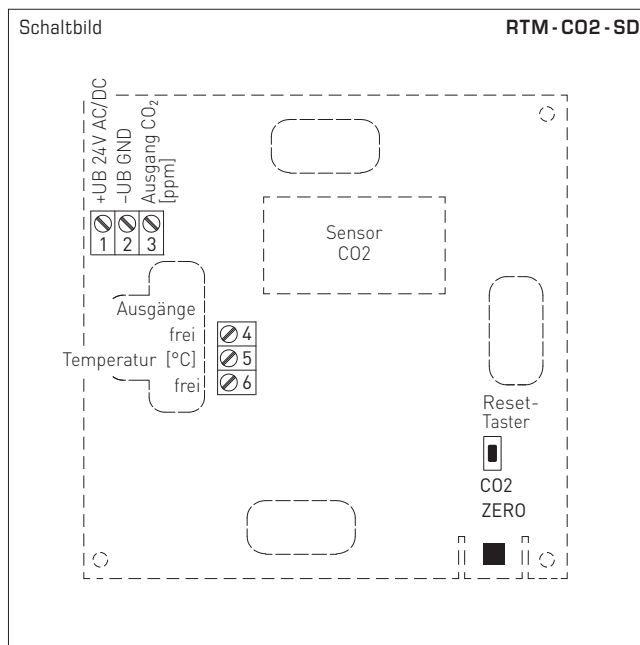 Schaltbild
RTM-CO2-SD
+UB 24V AC/DC
–UB GND
Ausgang CO₂
[ppm]
1 2 3
Sensor
CO2
Ausgänge
frei 4
Temperatur [°C] 5
frei 6
Reset-
Taster
CO2
ZERO